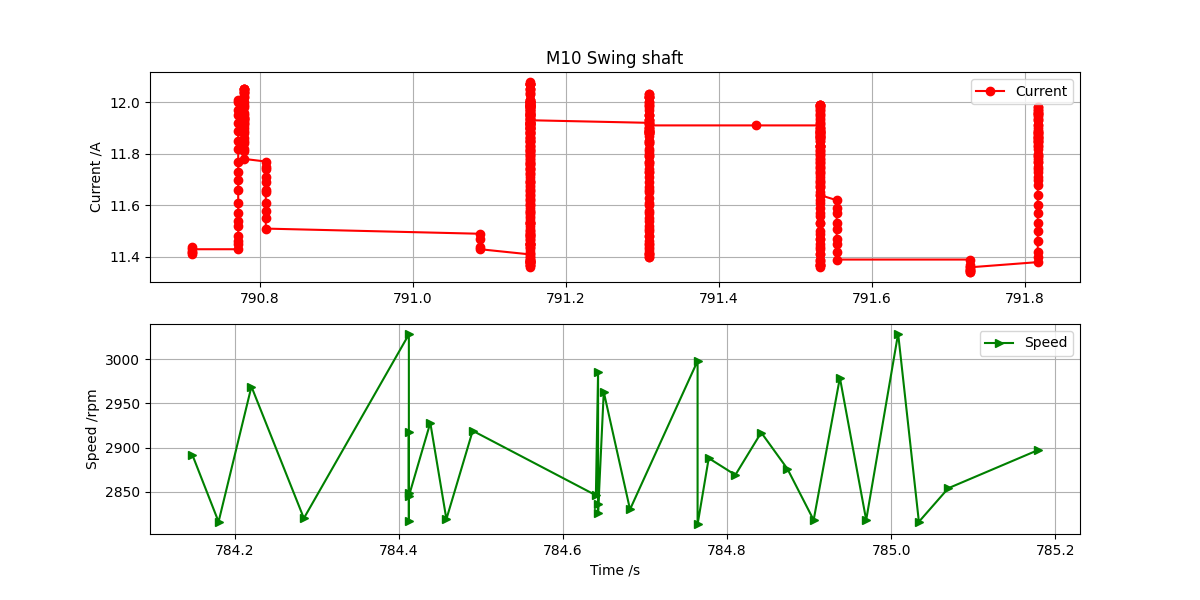 M10 Swing shaft
Current /A
12.0
11.8
11.6
11.4
Current
790.8 791.0 791.2 791.4 791.6 791.8
Speed /rpm
3000
2950
2900
2850
Speed
784.2 784.4 784.6 784.8 785.0 785.2
Time /s